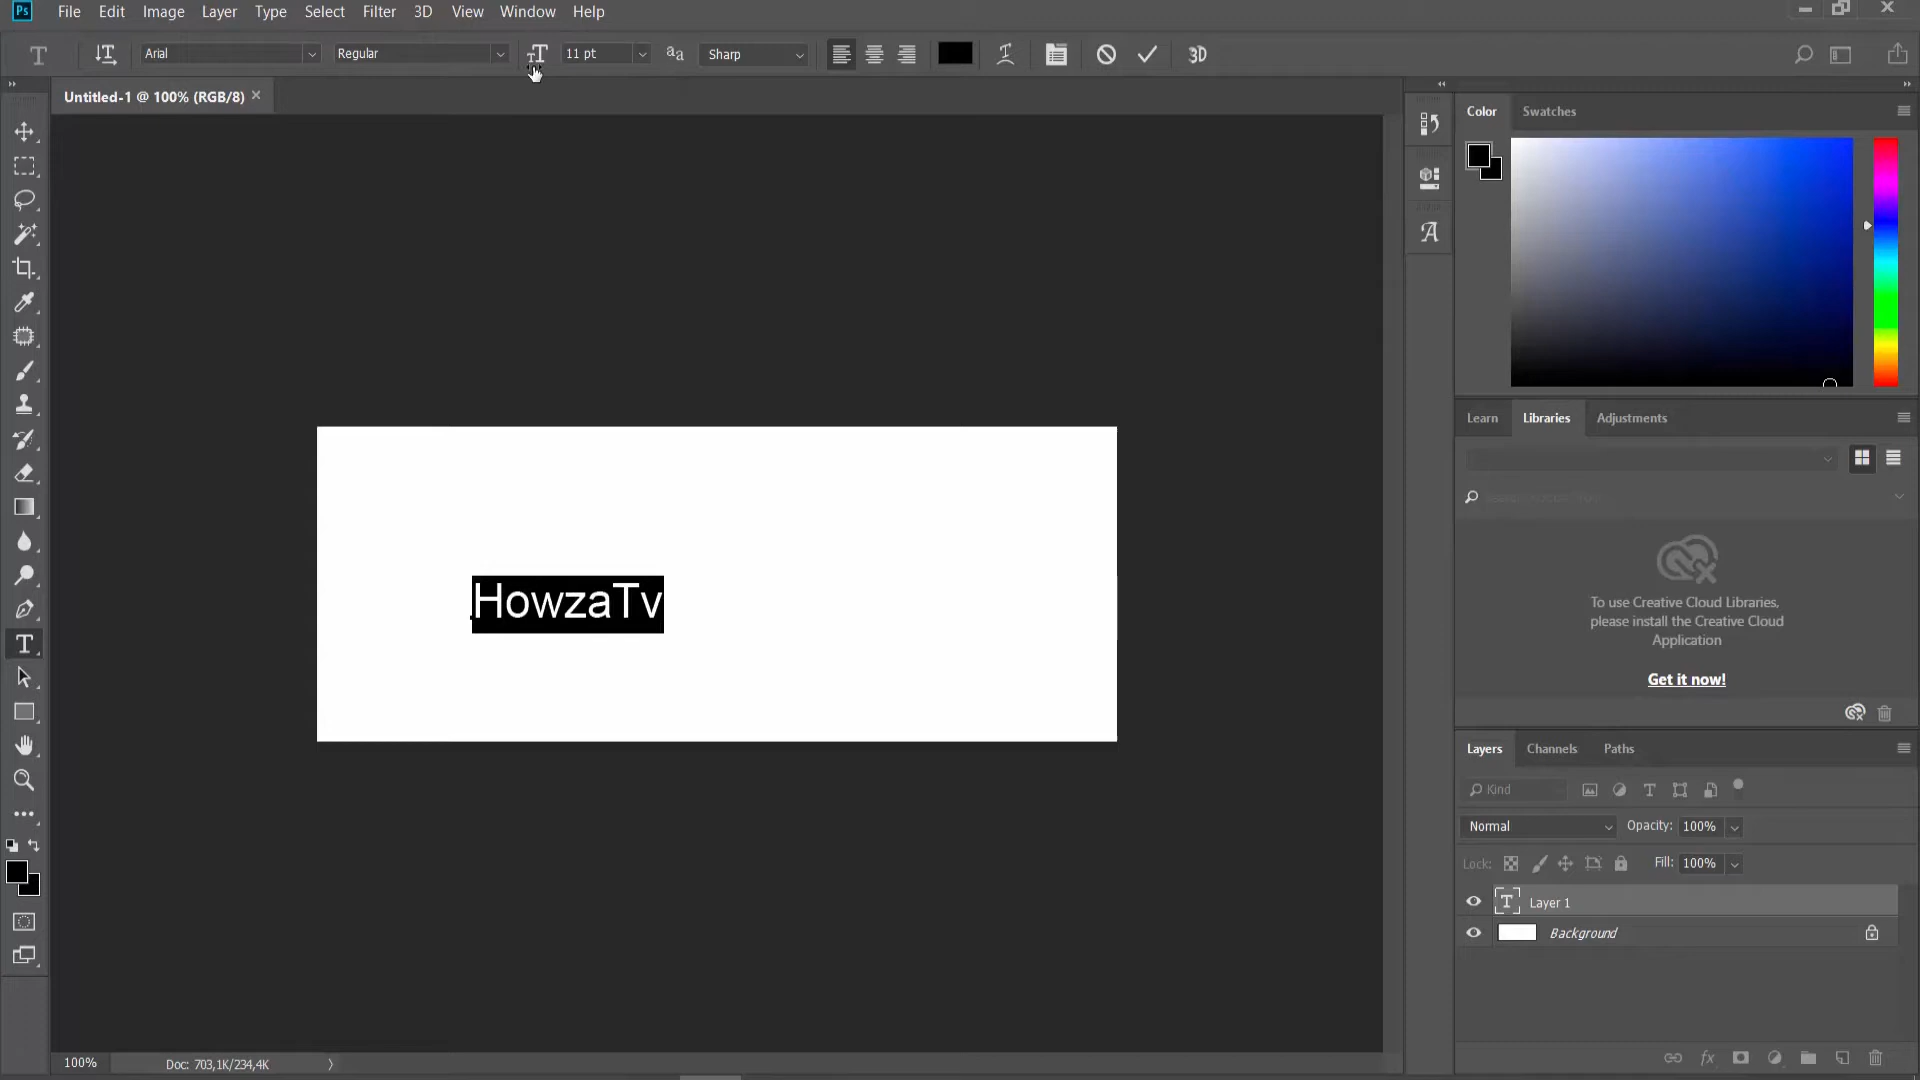 Ps File Edit Image Layer Type Select Filter 3D View Window Help
T Arial Regular 11 pt Sharp 3D
Untitled-1 @ 100% (RGB/8) ×
Color Swatches
Learn Libraries Adjustments
To use Creative Cloud Libraries,
please install the Creative Cloud
Application
Get it now!
HowzaTv
Layers Channels Paths
Kind
Normal Opacity: 100%
Lock: Fill: 100%
T Layer 1
Background
100% Doc: 703,1K/234,4K